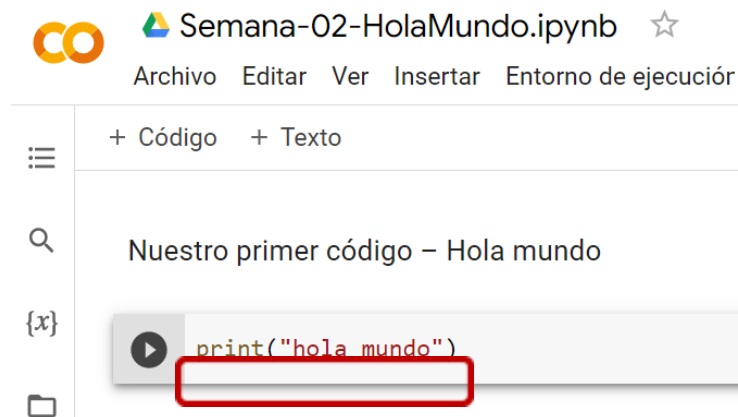 Semana-02-HolaMundo.ipynb
Archivo Editar Ver Insertar Entorno de ejecución
+ Código + Texto
Nuestro primer código – Hola mundo
{x}
print("hola mundo")